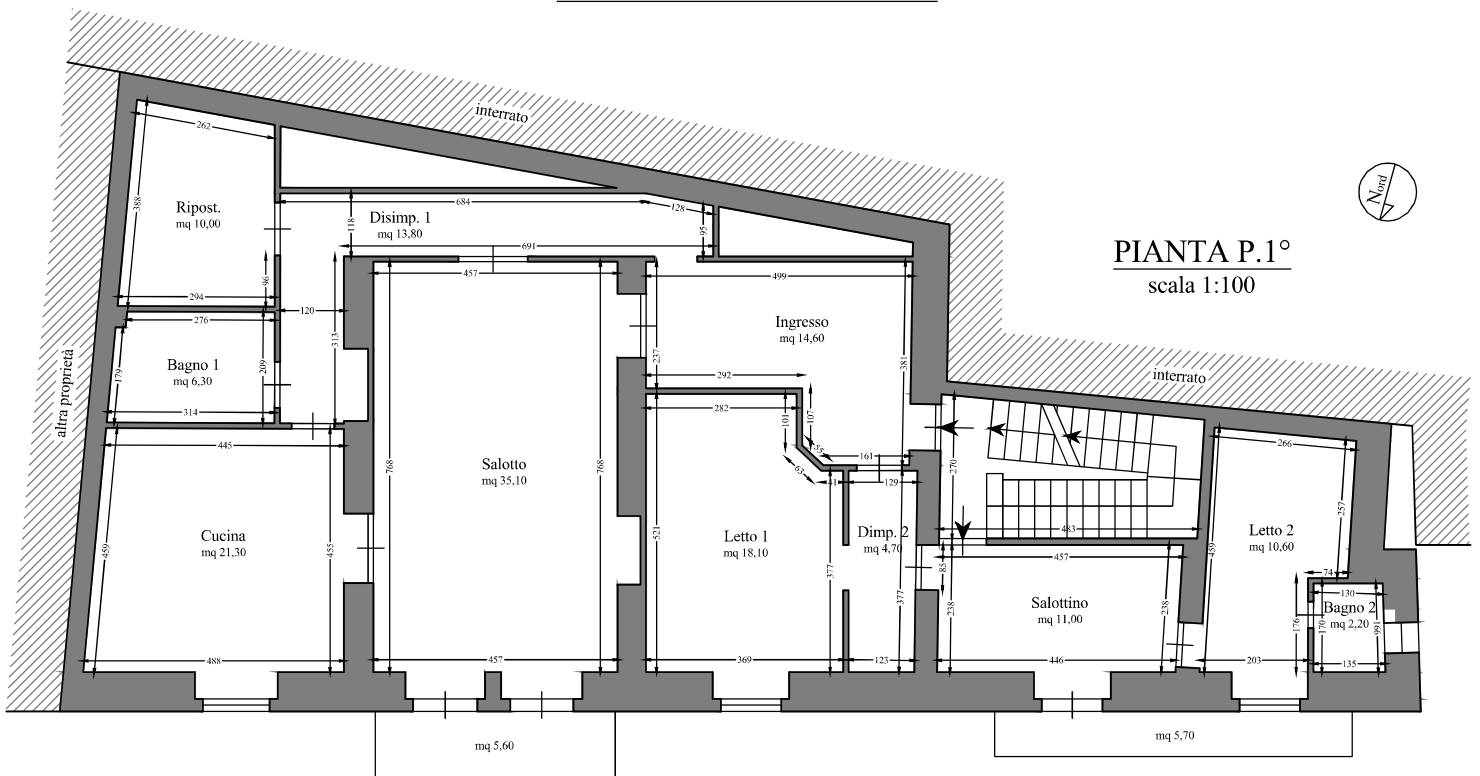 interrato
262
388
Ripost.
mq 10,00
684
128
118
Disimp. 1
mq 13,80
95
691
Nord
PIANTA P.1°
scala 1:100
457
499
96
294
276
120
313
Ingresso
mq 14,60
altra proprietà
179
Bagno 1
mq 6,30
209
237
381
292
interrato
314
282
101
107
445
55
63
161
41
129
270
266
768
Salotto
mq 35,10
768
257
459
Cucina
mq 21,30
455
521
Letto 1
mq 18,10
377
Dimp. 2
mq 4,70
377
483
457
85
238
Salottino
mq 11,00
238
459
Letto 2
mq 10,60
74
130
Bagno 2
mq 2,20
176
170
488
457
369
123
446
203
135
mq 5,60
mq 5,70